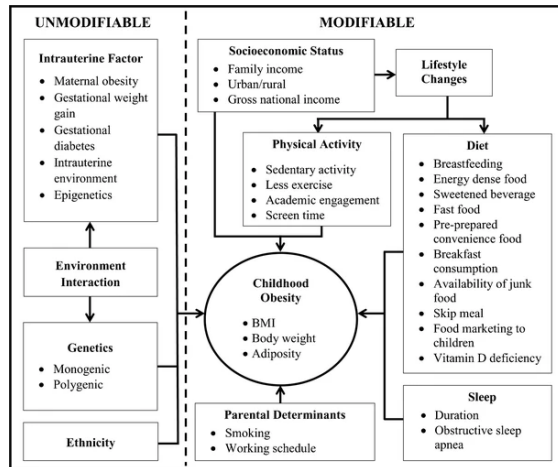 UNMODIFIABLE
Intrauterine Factor
• Maternal obesity
• Gestational weight
gain
• Gestational
diabetes
• Intrauterine
environment
• Epigenetics
Environment
Interaction
Genetics
• Monogenic
• Polygenic
Ethnicity
MODIFIABLE
Socioeconomic Status
• Family income
• Urban/rural
• Gross national income
Lifestyle
Changes
Physical Activity
• Sedentary activity
• Less exercise
• Academic engagement
• Screen time
Diet
• Breastfeeding
• Energy dense food
• Sweetened beverage
• Fast food
• Pre-prepared
convenience food
• Breakfast
consumption
• Availability of junk
food
• Skip meal
• Food marketing to
children
• Vitamin D deficiency
Childhood
Obesity
• BMI
• Body weight
• Adiposity
Parental Determinants
• Smoking
• Working schedule
Sleep
• Duration
• Obstructive sleep
apnea